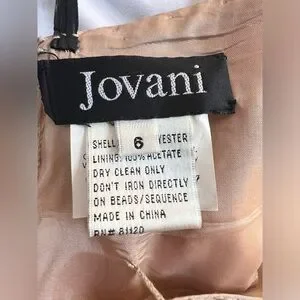 Jovani
6
SHELL YESTER
LINING: 100% ACETATE
DRY CLEAN ONLY
DON'T IRON DIRECTLY
ON BEADS/SEQUENCE
MADE IN CHINA
RN# 81120